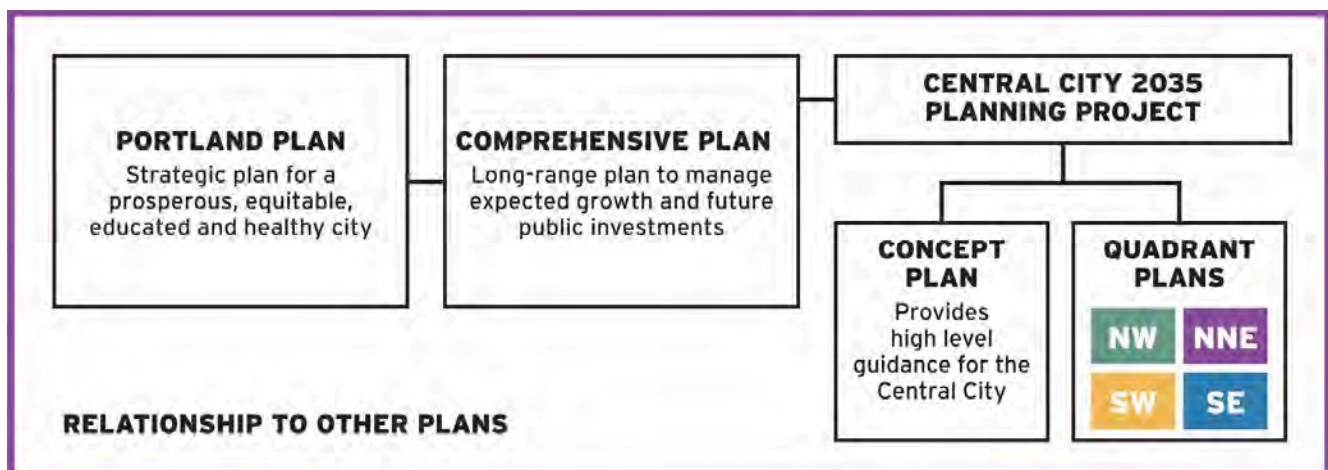 PORTLAND PLAN
Strategic plan for a
prosperous, equitable,
educated and healthy city
COMPREHENSIVE PLAN
Long-range plan to manage
expected growth and future
public investments
CENTRAL CITY 2035
PLANNING PROJECT
CONCEPT
PLAN
Provides
high level
guidance for the
Central City
QUADRANT
PLANS
NW
NNE
SW
SE
RELATIONSHIP TO OTHER PLANS